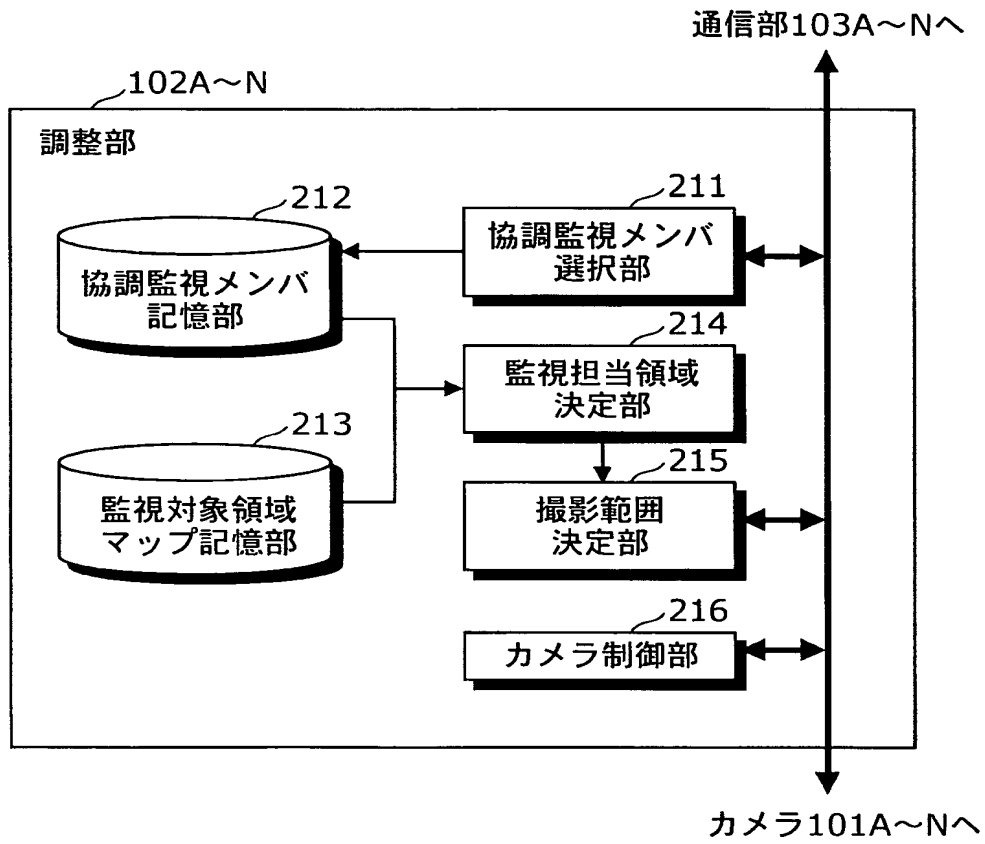 通信部103A～Nへ
102A～N
調整部
212
211
協調監視メンバ
選択部
協調監視メンバ
記憶部
214
監視担当領域
決定部
213
215
監視対象領域
マップ記憶部
撮影範囲
決定部
216
カメラ制御部
カメラ101A～Nへ